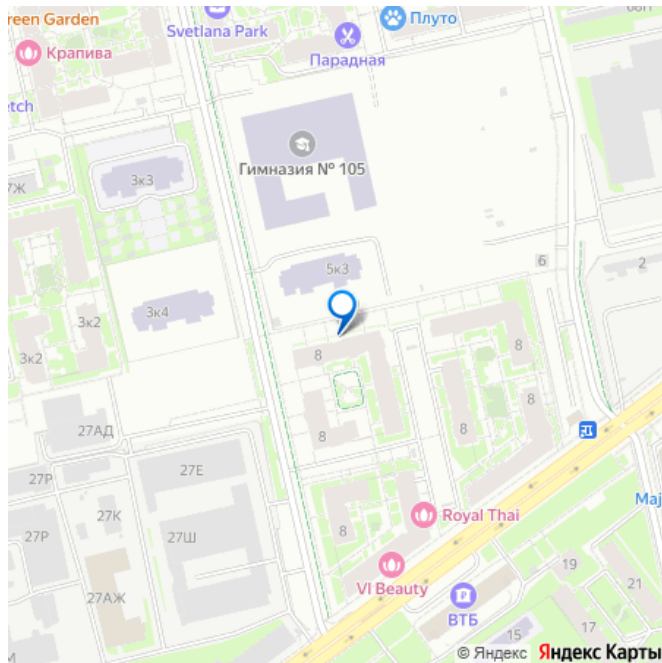 reen Garden
Svetlana Park
Плуто
Крапива
Парадная
etch
Гимназия № 105
3к3
7Ж
5к3
6
2
3к4
3к2
3к2
8
8
8
8
27АД
8
27Е
27Р
27К
27Р
27Ш
8
Royal Thai
Maj
VI Beauty
19
21
27АЖ
ВТБ
17
15
© Яндекс Яндекс Карты